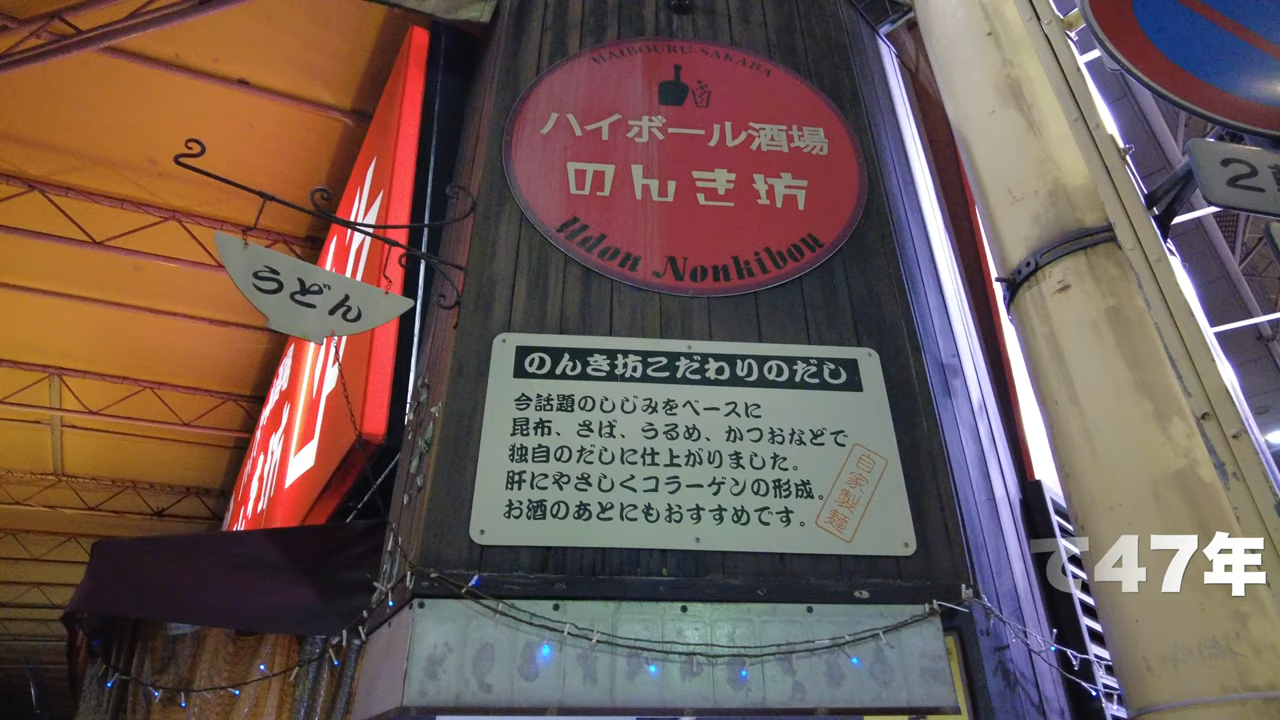 HAIBOURU SAKABA
ハイボール酒場
のんき坊
Udon Nonkibou
うどん
のんき坊こだわりのだし
今話題のしじみをベースに
昆布、さば、うるめ、かつおなどで
独自のだしに仕上がりました。
肝にやさしくコラーゲンの形成。
お酒のあとにもおすすめです。
自家製麺
2
て47年